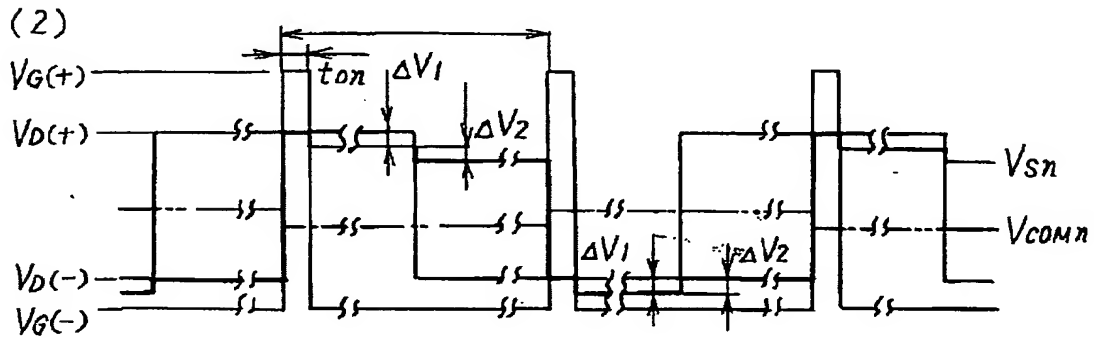 (2)
VG(+)
ton
ΔV1
VD(+)
ΔV2
VSn
VCOMn
VD(-)
ΔV1
ΔV2
VG(-)